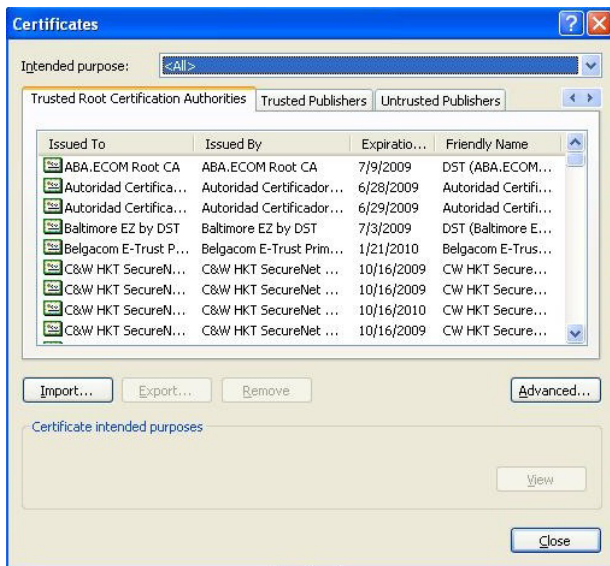 Certificates
Intended purpose: <All>
Trusted Root Certification Authorities Trusted Publishers Untrusted Publishers
Issued To Issued By Expiratio... Friendly Name
ABA.ECOM Root CA ABA.ECOM Root CA 7/9/2009 DST (ABA.ECOM...
Autoridad Certifica... Autoridad Certificador... 6/28/2009 Autoridad Certifi...
Autoridad Certifica... Autoridad Certificador... 6/29/2009 Autoridad Certifi...
Baltimore EZ by DST Baltimore EZ by DST 7/3/2009 DST (Baltimore E...
Belgacom E-Trust P... Belgacom E-Trust Prim... 1/21/2010 Belgacom E-Trus...
C&W HKT SecureN... C&W HKT SecureNet ... 10/16/2009 CW HKT Secure...
C&W HKT SecureN... C&W HKT SecureNet ... 10/16/2009 CW HKT Secure...
C&W HKT SecureN... C&W HKT SecureNet ... 10/16/2010 CW HKT Secure...
C&W HKT SecureN... C&W HKT SecureNet ... 10/16/2009 CW HKT Secure...
Import... Export... Remove Advanced...
Certificate intended purposes
View
Close